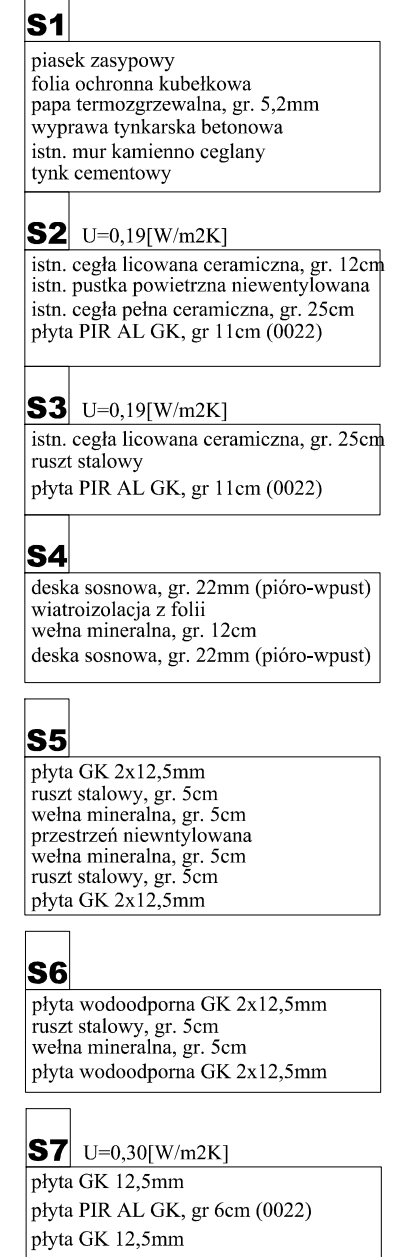 S1
piasek zasypowy
folia ochronna kubełkowa
papa termozgrzewalna, gr. 5,2mm
wyprawa tynkarska betonowa
istn. mur kamienno ceglany
tynk cementowy
S2 U=0,19[W/m2K]
istn. cegła licowana ceramiczna, gr. 12cm
istn. pustka powietrzna niewentylowana
istn. cegła pełna ceramiczna, gr. 25cm
płyta PIR AL GK, gr 11cm (0022)
S3 U=0,19[W/m2K]
istn. cegła licowana ceramiczna, gr. 25cm
ruszt stalowy
płyta PIR AL GK, gr 11cm (0022)
S4
deska sosnowa, gr. 22mm (pióro-wpust)
wiatroizolacja z folii
wełna mineralna, gr. 12cm
deska sosnowa, gr. 22mm (pióro-wpust)
S5
płyta GK 2x12,5mm
ruszt stalowy, gr. 5cm
wełna mineralna, gr. 5cm
przestrzeń niewntylowana
wełna mineralna, gr. 5cm
ruszt stalowy, gr. 5cm
płyta GK 2x12,5mm
S6
płyta wodoodporna GK 2x12,5mm
ruszt stalowy, gr. 5cm
wełna mineralna, gr. 5cm
płyta wodoodporna GK 2x12,5mm
S7 U=0,30[W/m2K]
płyta GK 12,5mm
płyta PIR AL GK, gr 6cm (0022)
płyta GK 12,5mm